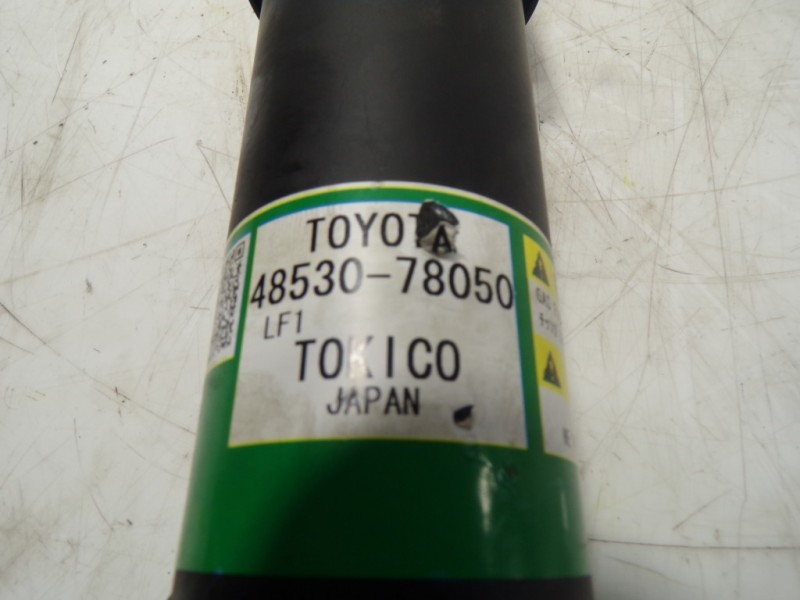 TOYOTA
48530-78050
LF1
TOKICO
JAPAN